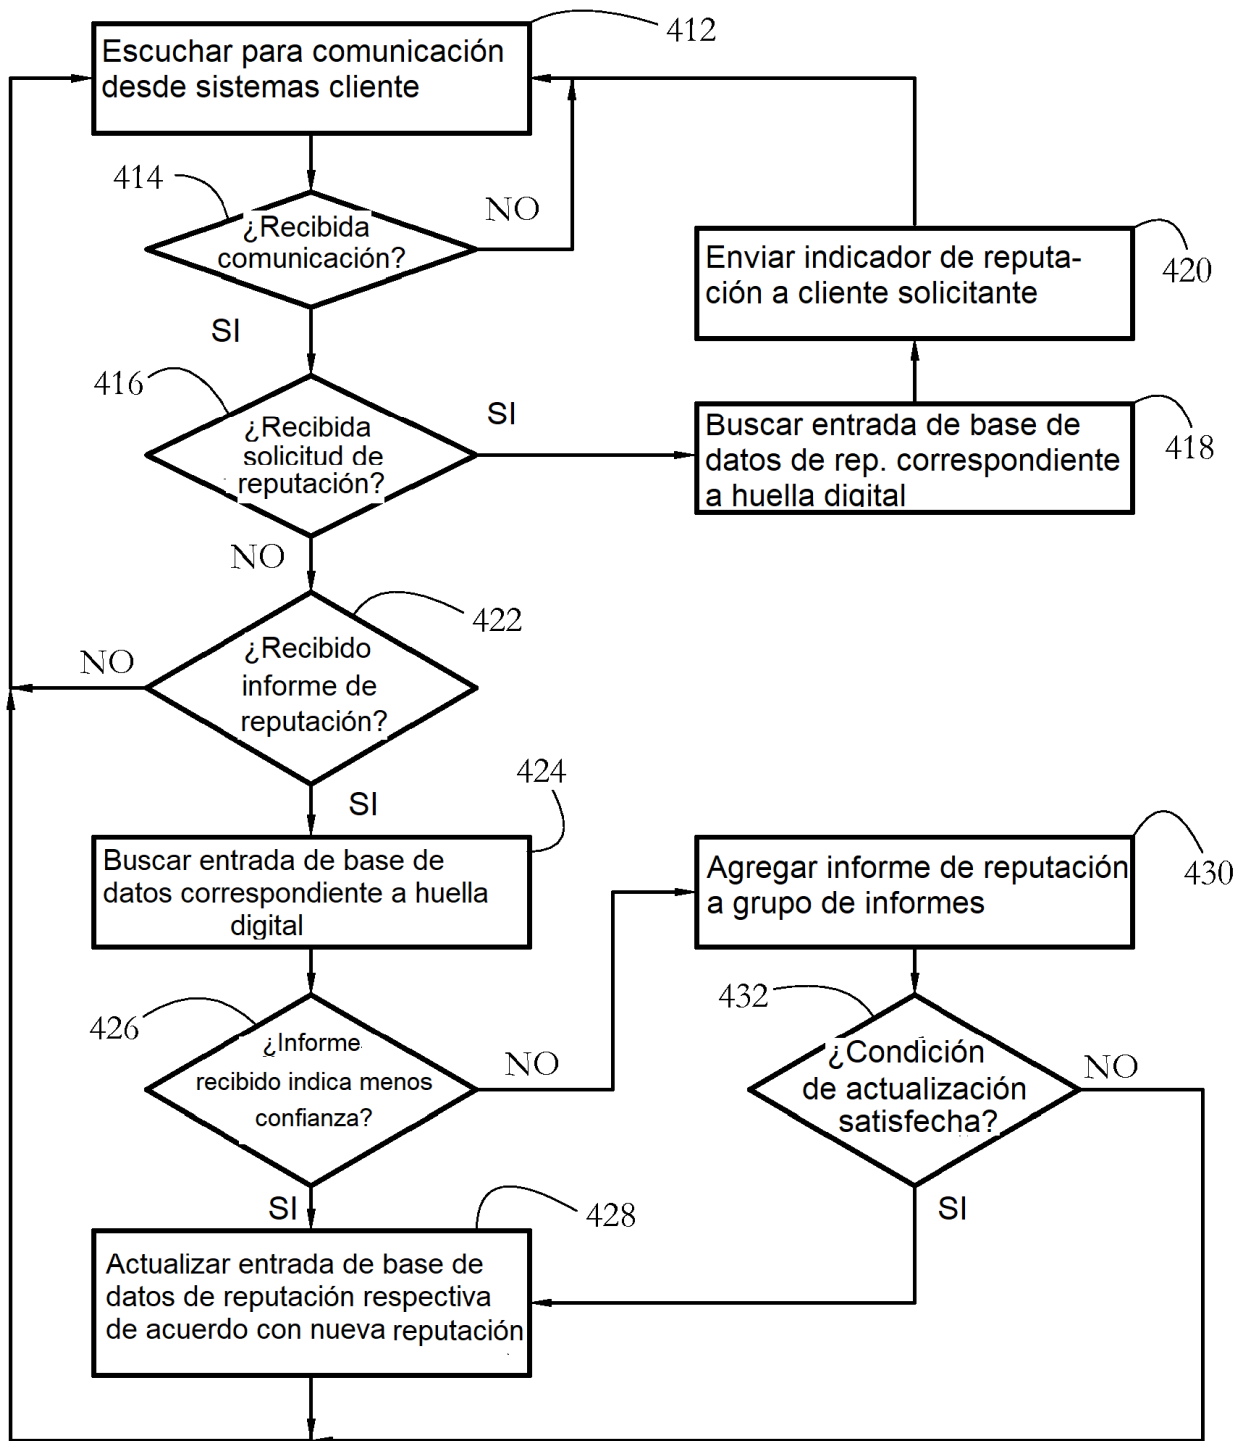 412
Escuchar para comunicación
desde sistemas cliente
414
¿Recibida
comunicación?
NO
SI
416
¿Recibida
solicitud de
reputación?
SI
NO
Enviar indicador de reputa-
ción a cliente solicitante
420
Buscar entrada de base de
datos de rep. correspondiente
a huella digital
418
422
¿Recibido
informe de
reputación?
NO
SI
424
Buscar entrada de base de
datos correspondiente a huella
digital
426
¿Informe
recibido indica menos
confianza?
NO
SI
Agregar informe de reputación
a grupo de informes
430
432
¿Condición
de actualización
satisfecha?
NO
SI
428
Actualizar entrada de base de
datos de reputación respectiva
de acuerdo con nueva reputación